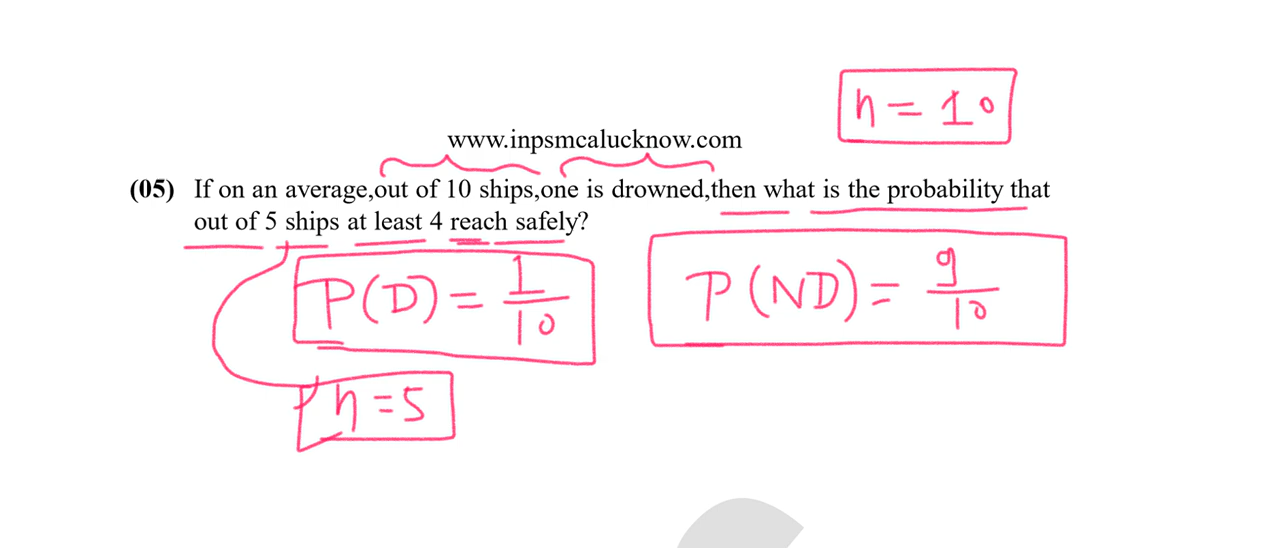 n = 10
www.inpsmcalucknow.com
(05) If on an average,out of 10 ships,one is drowned,then what is the probability that
out of 5 ships at least 4 reach safely?
P(D) = 1/10
P(ND) = 9/10
n = 5